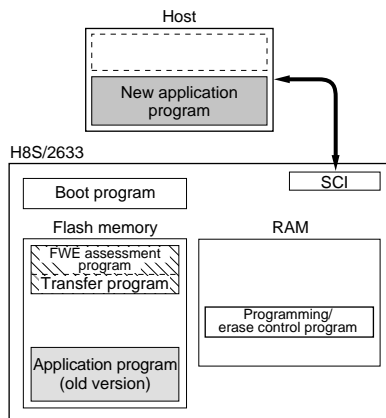 Host
New application
program
H8S/2633
SCI
Boot program
Flash memory
RAM
FWE assessment
program
Transfer program
Programming/
erase control program
Application program
(old version)